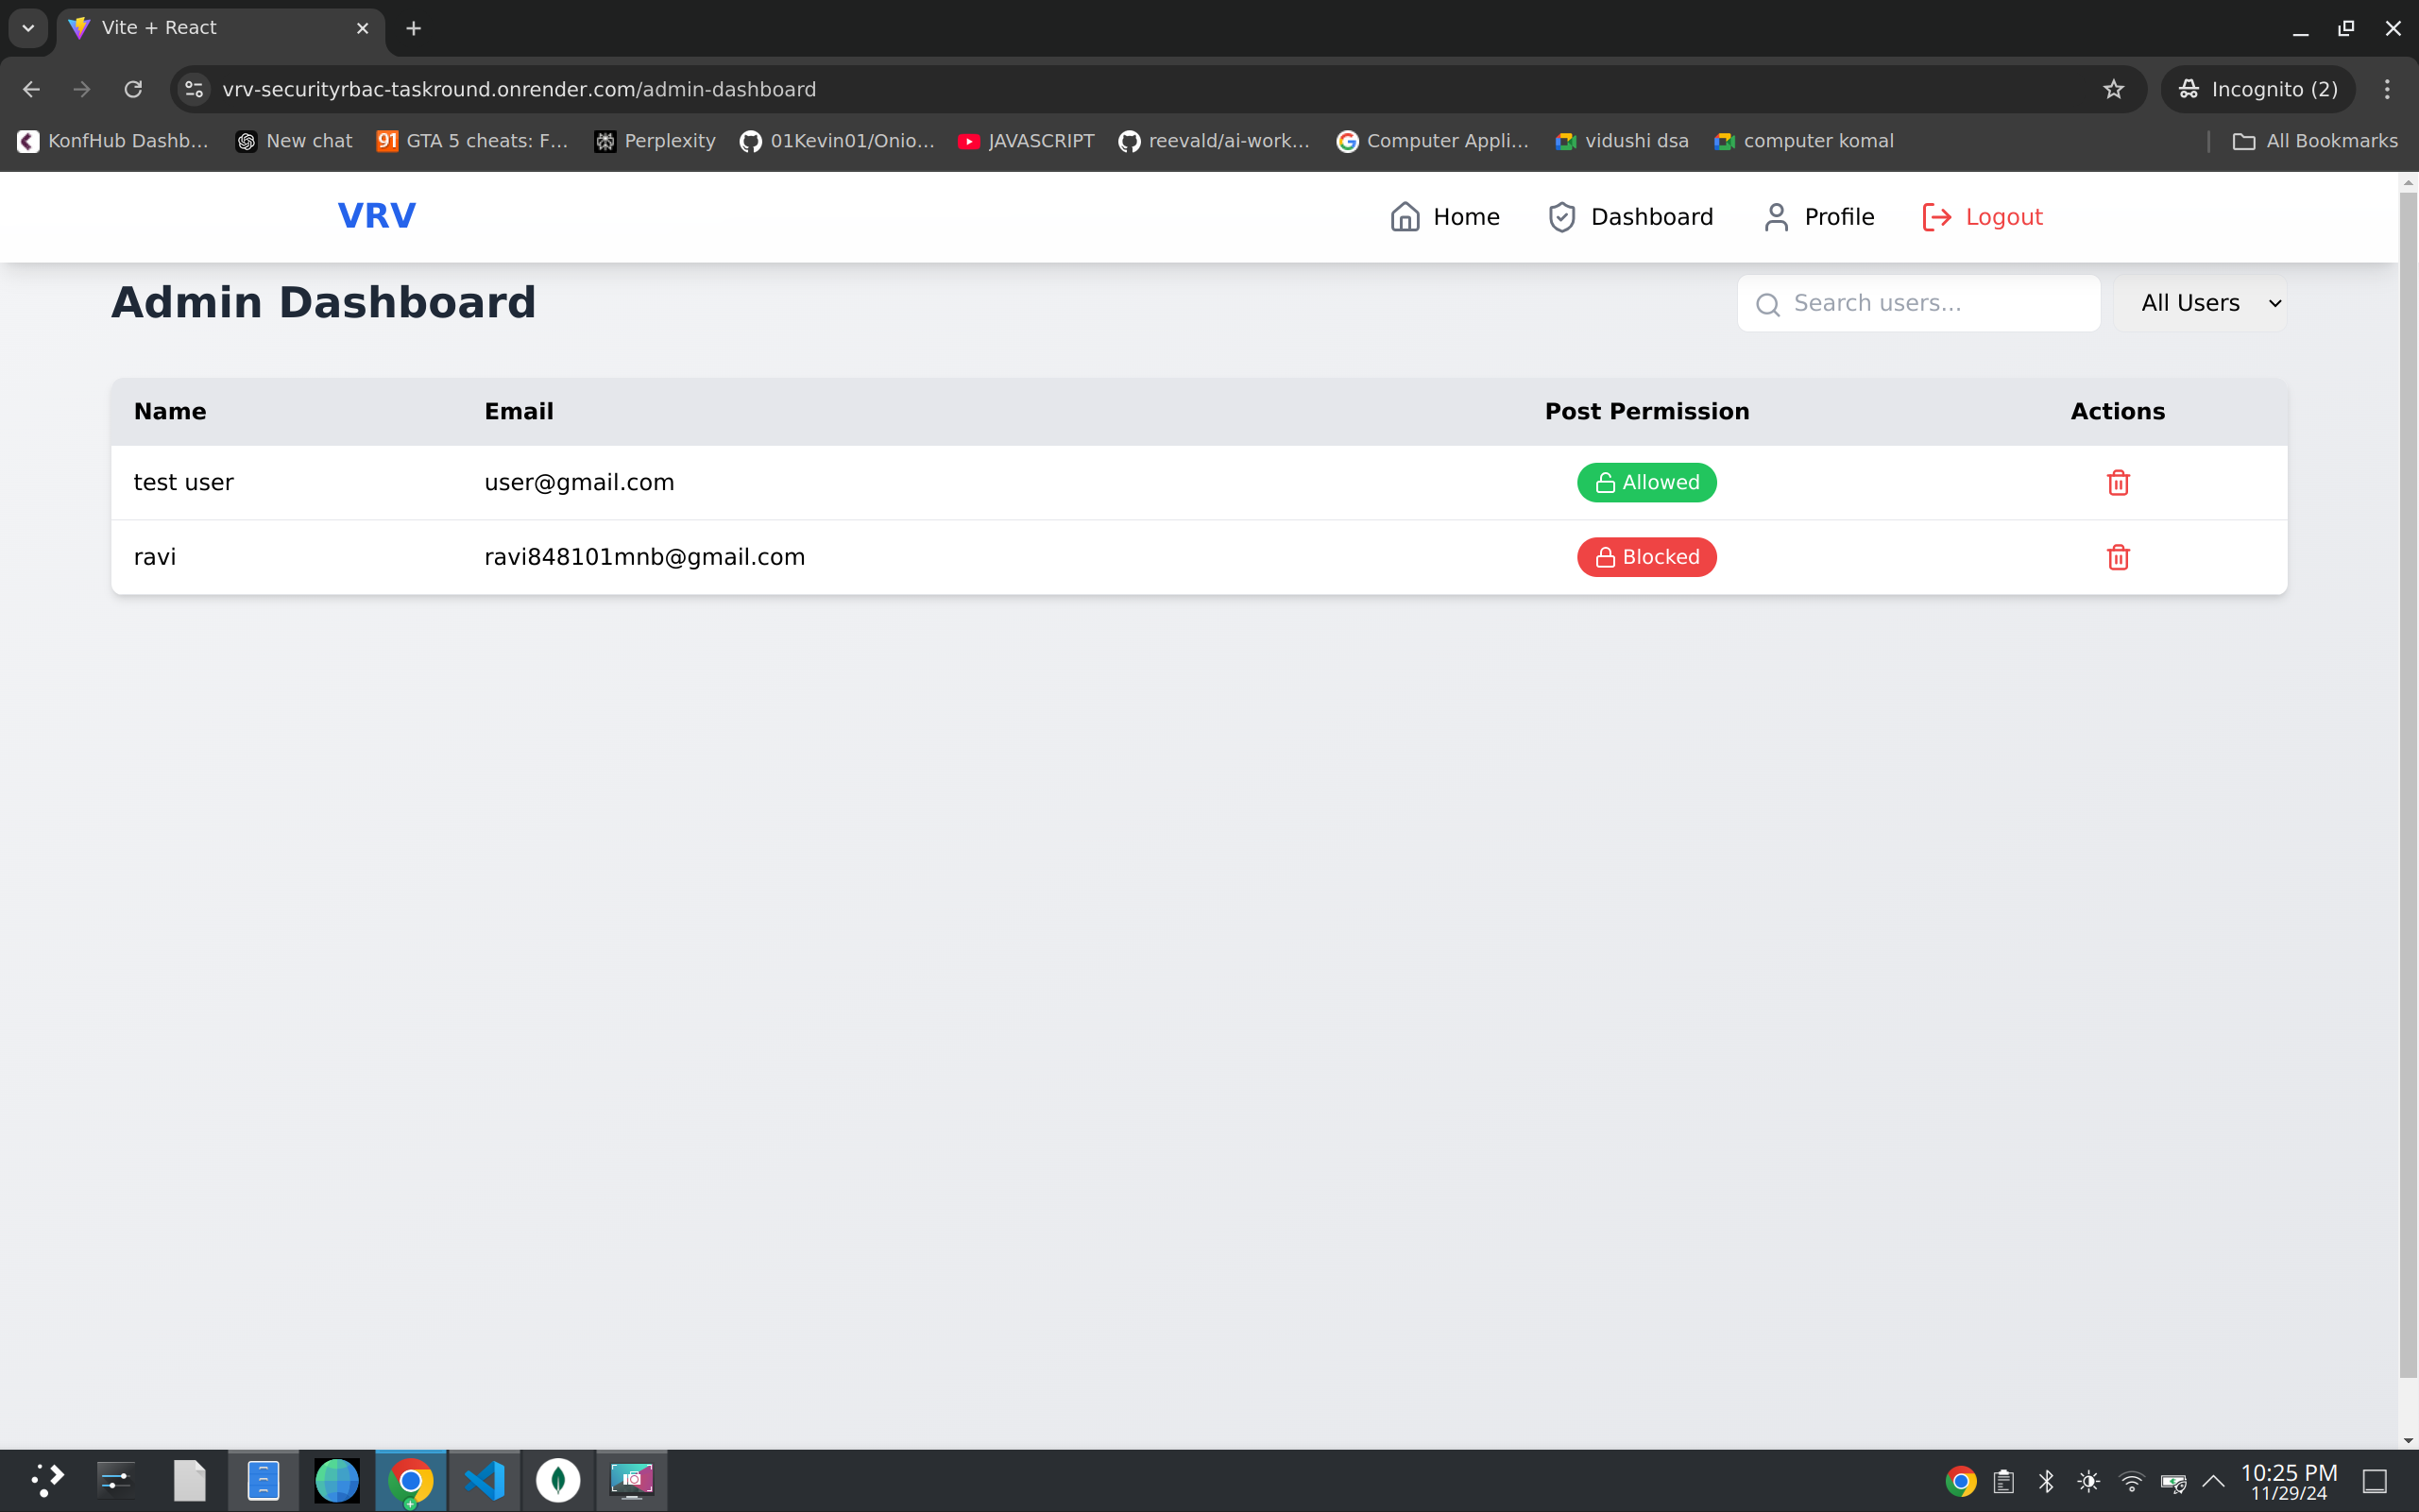 Vite + React
vrv-securityrbac-taskround.onrender.com/admin-dashboard
Incognito (2)
KonfHub Dashb...
New chat
91
GTA 5 cheats: F...
Perplexity
01Kevin01/Onio...
JAVASCRIPT
reevald/ai-work...
Computer Appli...
vidushi dsa
computer komal
All Bookmarks
VRV
Home
Dashboard
Profile
Logout
Admin Dashboard
Search users...
All Users
Name Email Post Permission Actions
test user user@gmail.com Allowed
ravi ravi848101mnb@gmail.com Blocked
10:25 PM
11/29/24